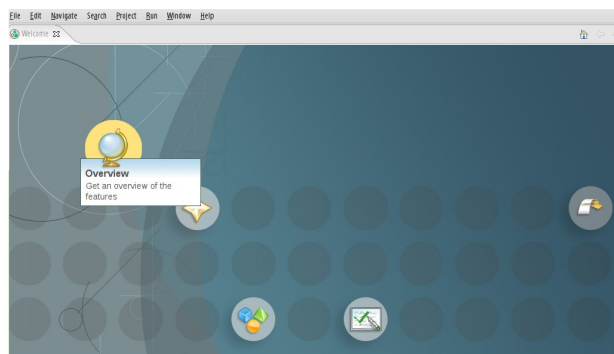 File Edit Navigate Search Project Run Window Help
Welcome
Overview
Get an overview of the
features